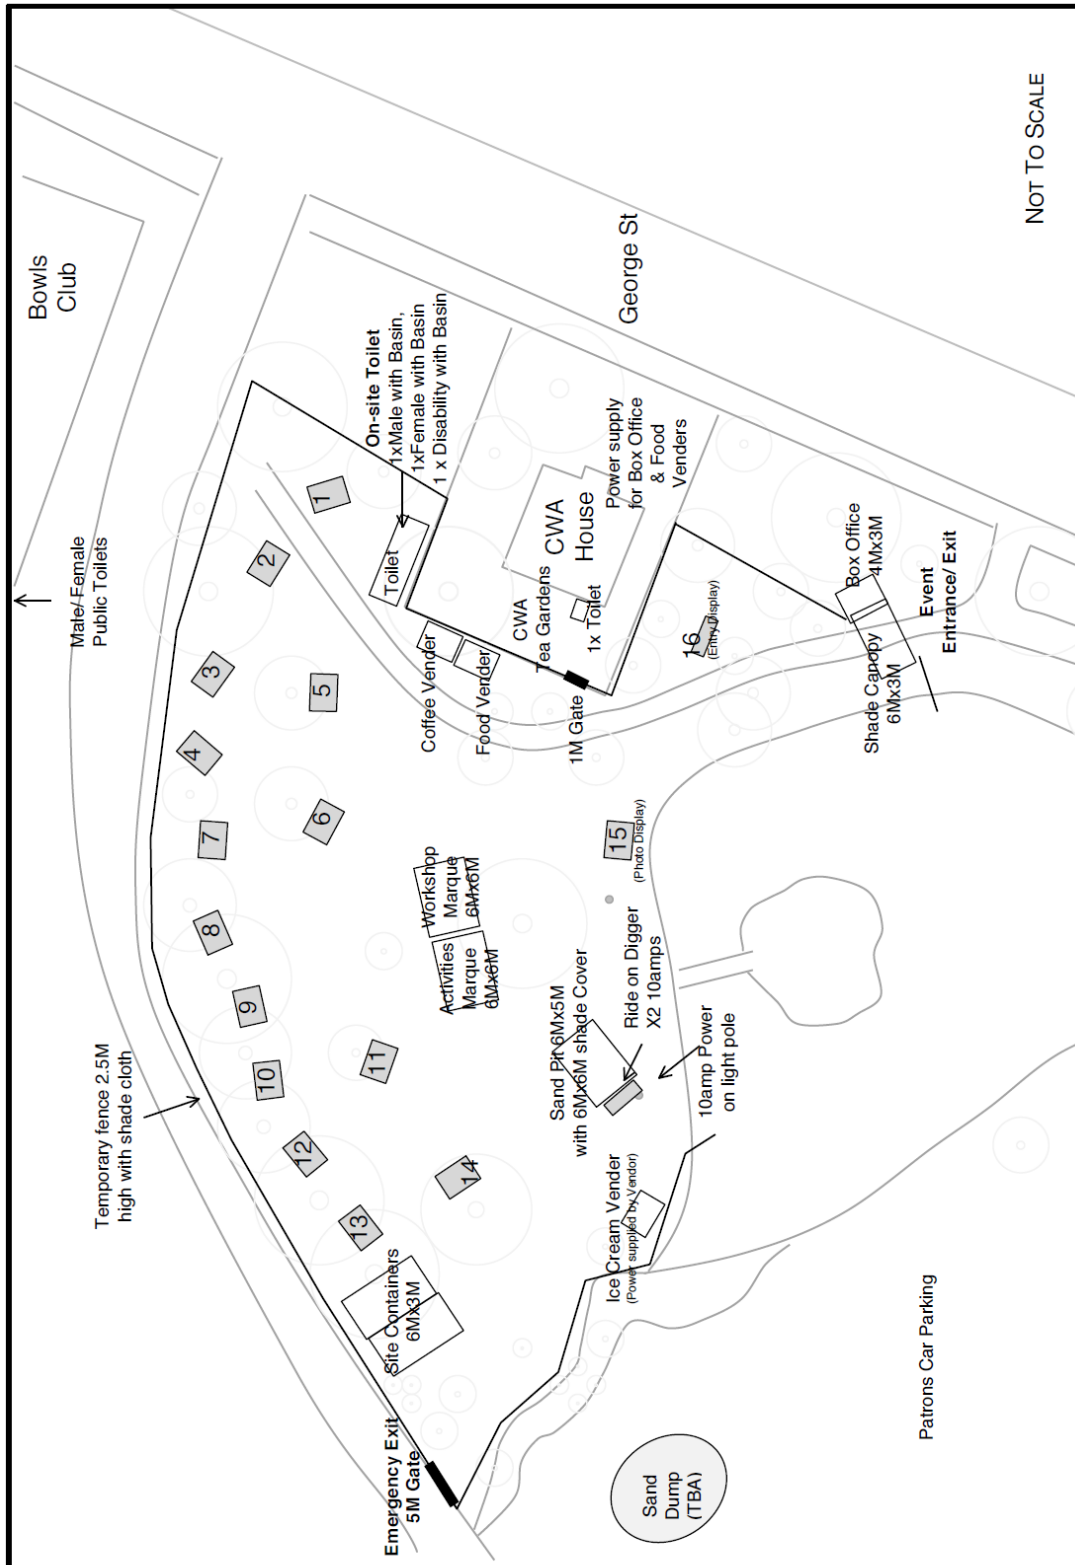 Bowls
Club
NOT TO SCALE
George St
Male/ Female
Public Toilets
On-site Toilet
1xMale with Basin,
1xFemale with Basin
1 x Disability with Basin
Toilet
1
2
3
4
5
6
7
8
9
10
11
12
13
14
15
(Photo Display)
16
(Entry Display)
Coffee Vender
Food Vender
CWA
Tea Gardens
CWA
House
1x Toilet
1M Gate
Power supply
for Box Office
& Food
Venders
Box Office
4Mx3M
Event
Entrance/ Exit
Shade Canopy
6Mx3M
Workshop
Marque
6Mx6M
Activities
Marque
6Mx6M
Sand Pit 6Mx5M
with 6Mx6M shade Cover
Ride on Digger
X2 10amps
10amp Power
on light pole
Ice Cream Vender
(Power supplied by Vendor)
Temporary fence 2.5M
high with shade cloth
Site Containers
6Mx3M
Emergency Exit
5M Gate
Sand
Dump
(TBA)
Patrons Car Parking